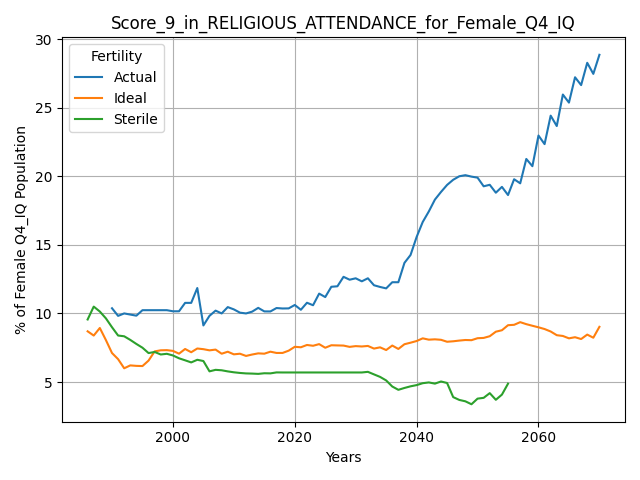 Score_9_in_RELIGIOUS_ATTENDANCE_for_Female_Q4_IQ
30
25
20
15
10
5
% of Female Q4_IQ Population
Fertility
Actual
Ideal
Sterile
2000
2020
2040
2060
Years